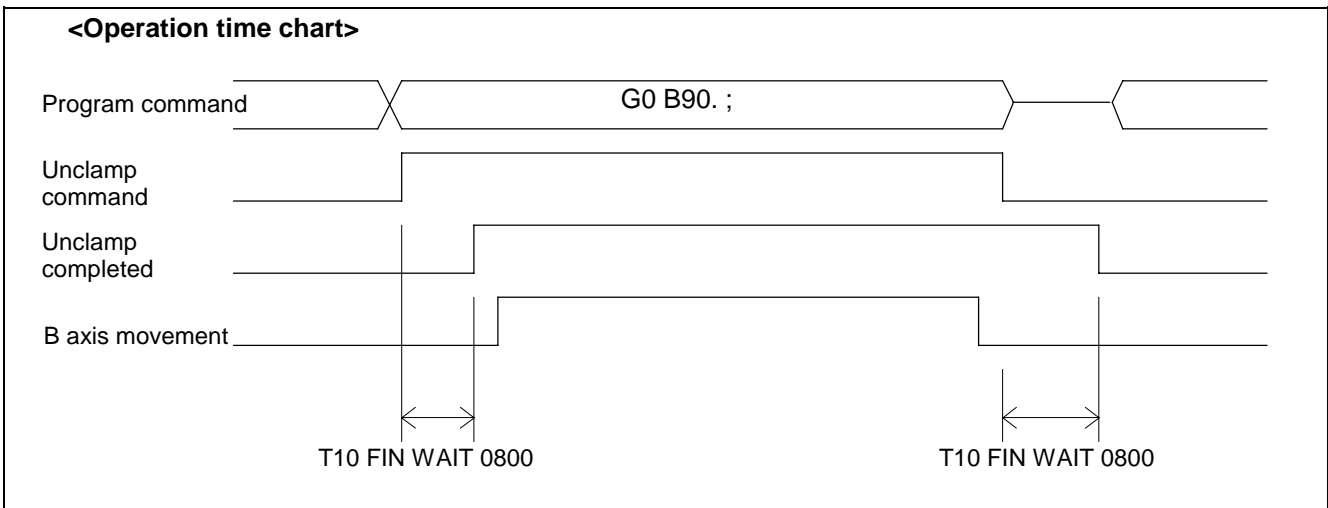 <Operation time chart>
Program command
G0 B90. ;
Unclamp
command
Unclamp
completed
B axis movement
T10 FIN WAIT 0800
T10 FIN WAIT 0800